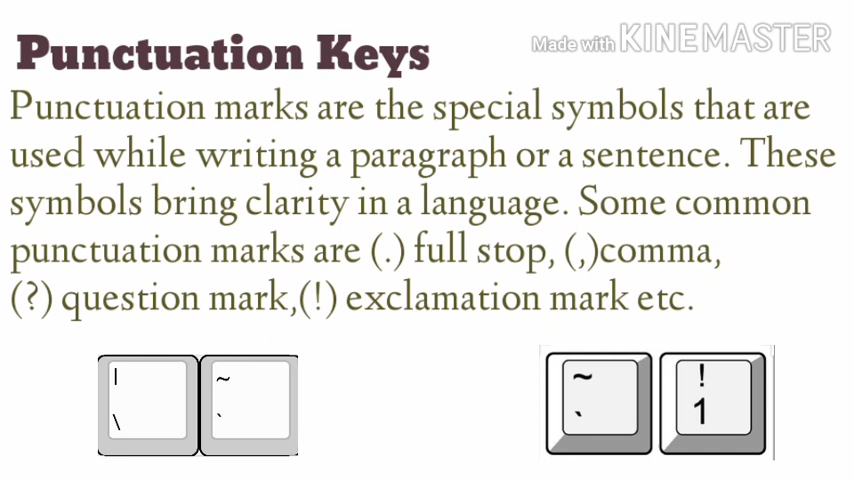 Punctuation Keys
Made with KINEMASTER
Punctuation marks are the special symbols that are
used while writing a paragraph or a sentence. These
symbols bring clarity in a language. Some common
punctuation marks are (.) full stop, (,)comma,
(?) question mark,(!) exclamation mark etc.
| ~ ~ !
\ ` ` 1